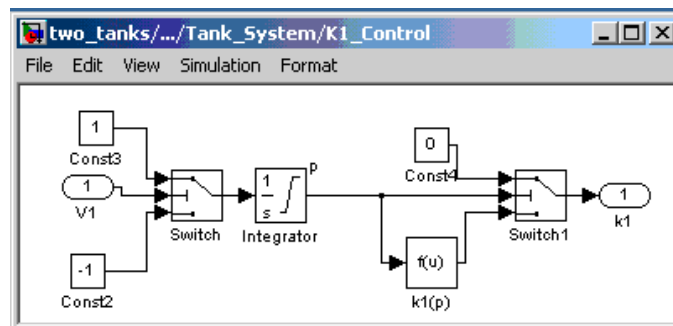 two_tanks/.../Tank_System/K1_Control
File Edit View Simulation Format
1
Const3
1
V1
-1
Const2
Switch
1
s
Integrator
p
0
Const4
f(u)
k1(p)
Switch1
1
k1